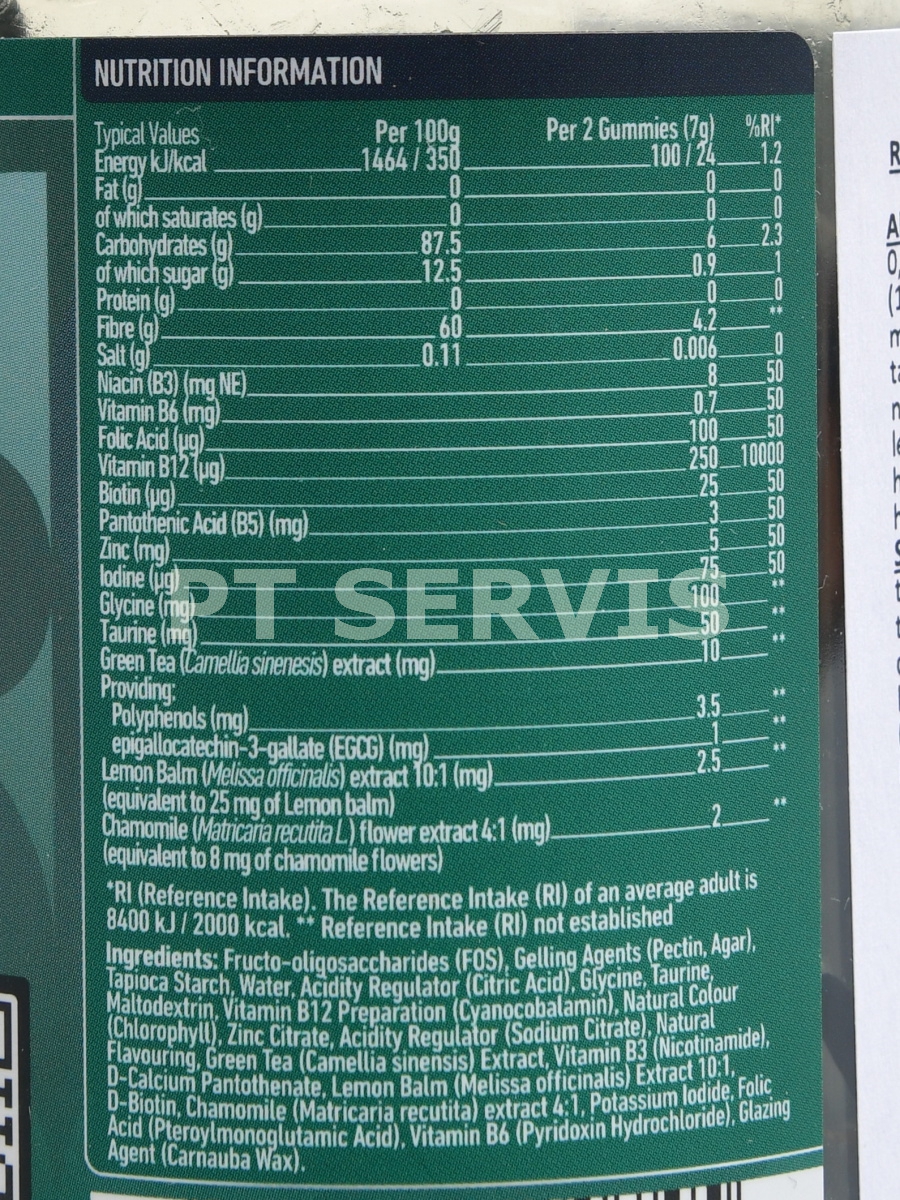 NUTRITION INFORMATION
Typical Values Per 100g Per 2 Gummies (7g) %RI*
Energy kJ/kcal 1464 / 350 100 / 24 1.2
Fat (g) 0 0 0
of which saturates (g) 0 0 0
Carbohydrates (g) 87.5 6 2.3
of which sugar (g) 12.5 0.9 1
Protein (g) 0 0 0
Fibre (g) 60 4.2 **
Salt (g) 0.11 0.006 0
Niacin (B3) (mg NE) 8 50
Vitamin B6 (mg) 0.7 50
Folic Acid (µg) 100 50
Vitamin B12 (µg) 250 10000
Biotin (µg) 25 50
Pantothenic Acid (B5) (mg) 3 50
Zinc (mg) 5 50
Iodine (µg) 75 50
Glycine (mg) 100 **
Taurine (mg) 50 **
Green Tea (Camellia sinenesis) extract (mg) 10 **
Providing:
Polyphenols (mg) 3.5 **
epigallocatechin-3-gallate (EGCG) (mg) 1 **
Lemon Balm (Melissa officinalis) extract 10:1 (mg) 2.5 **
(equivalent to 25 mg of Lemon balm)
Chamomile (Matricaria recutita L.) flower extract 4:1 (mg) 2 **
(equivalent to 8 mg of chamomile flowers)
*RI (Reference Intake). The Reference Intake (RI) of an average adult is
8400 kJ / 2000 kcal. ** Reference Intake (RI) not established
Ingredients: Fructo-oligosaccharides (FOS), Gelling Agents (Pectin, Agar),
Tapioca Starch, Water, Acidity Regulator (Citric Acid), Glycine, Taurine,
Maltodextrin, Vitamin B12 Preparation (Cyanocobalamin), Natural Colour
(Chlorophyll), Zinc Citrate, Acidity Regulator (Sodium Citrate), Natural
Flavouring, Green Tea (Camellia sinensis) Extract, Vitamin B3 (Nicotinamide),
D-Calcium Pantothenate, Lemon Balm (Melissa officinalis) Extract 10:1,
D-Biotin, Chamomile (Matricaria recutita) extract 4:1, Potassium Iodide, Folic
Acid (Pteroylmonoglutamic Acid), Vitamin B6 (Pyridoxin Hydrochloride), Glazing
Agent (Carnauba Wax).
PT SERVIS